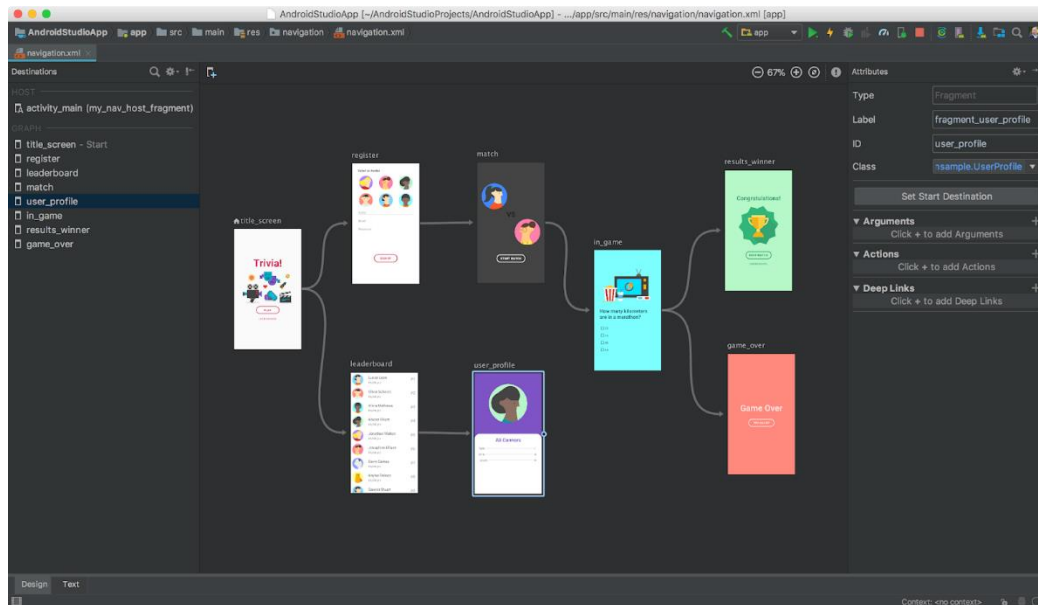 AndroidStudioApp [~/AndroidStudioProjects/AndroidStudioApp] - .../app/src/main/res/navigation/navigation.xml [app]
AndroidStudioApp app src main res navigation navigation.xml app
navigation.xml
Destinations 67% Attributes
HOST
activity_main (my_nav_host_fragment)
GRAPH
title_screen - Start
register
leaderboard
match
user_profile
in_game
results_winner
game_over
title_screen
Trivia!
register
match
VS
in_game
How many kilometers
are in a marathon?
results_winner
Congratulations!
leaderboard
user_profile
game_over
Game Over
Type Fragment
Label fragment_user_profile
ID user_profile
Class nsample.UserProfile
Set Start Destination
Arguments
Click + to add Arguments
Actions
Click + to add Actions
Deep Links
Click + to add Deep Links
Design Text
Context: <no context>